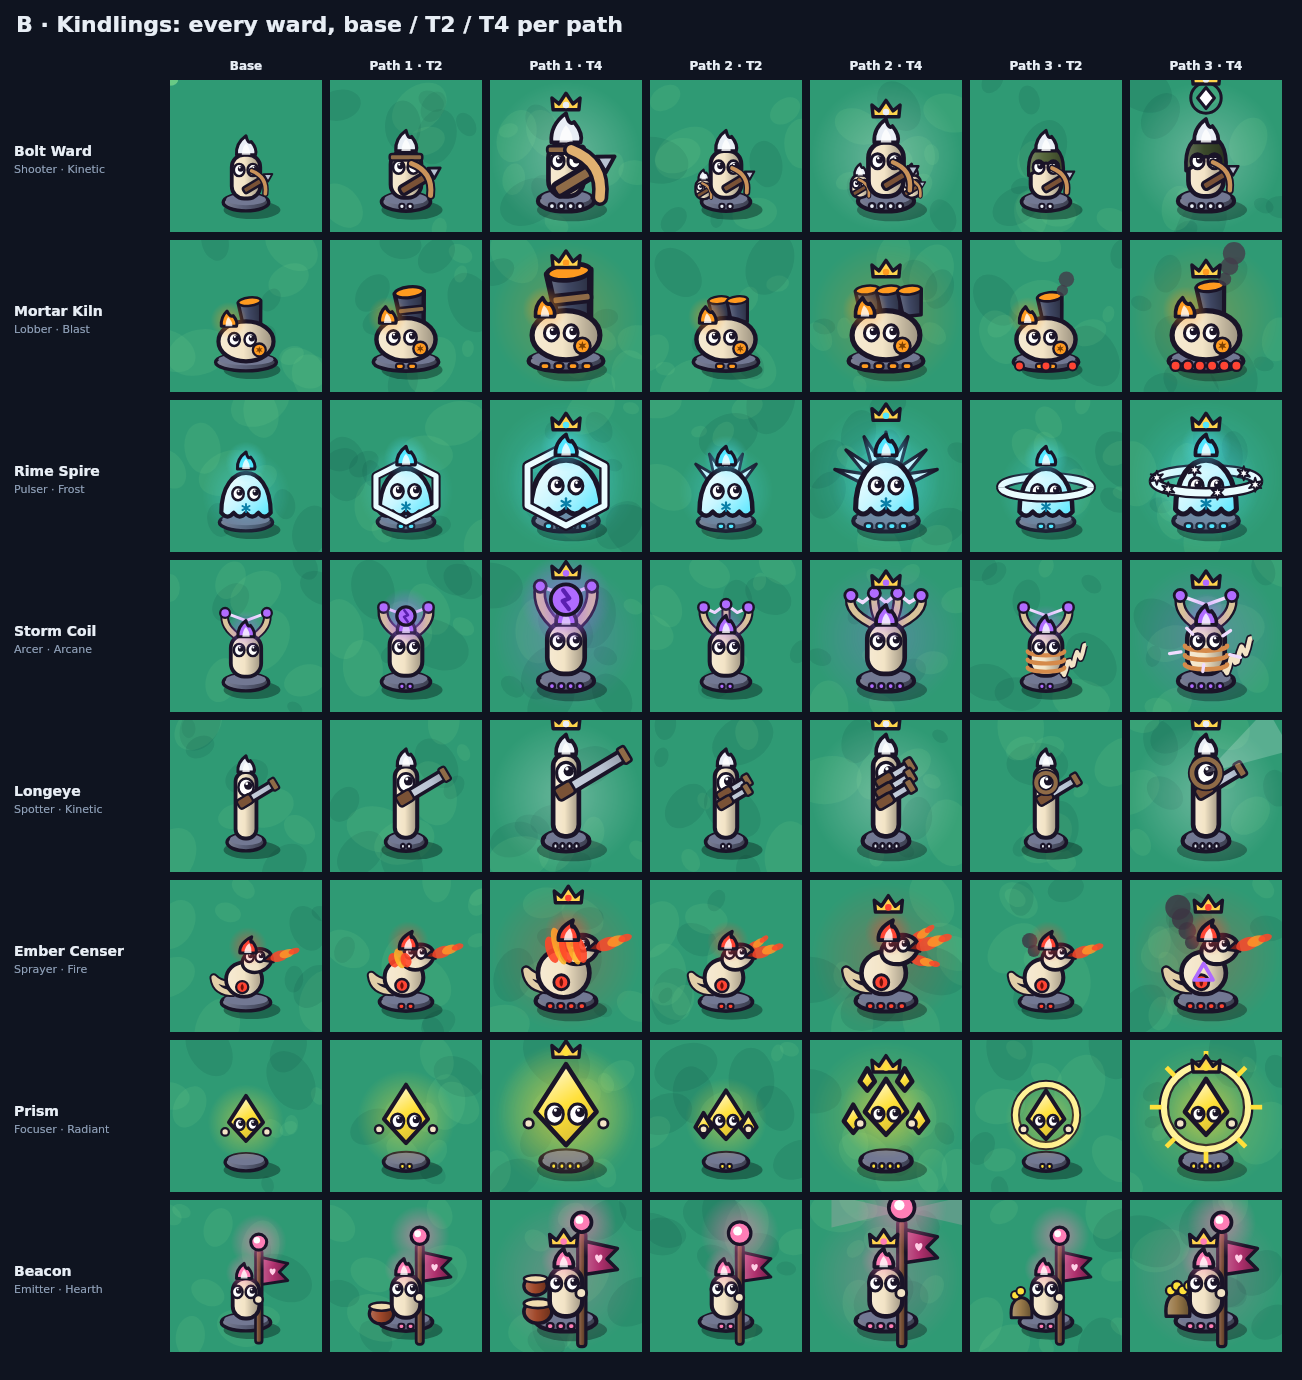 B · Kindlings: every ward, base / T2 / T4 per path
Base Path 1 · T2 Path 1 · T4 Path 2 · T2 Path 2 · T4 Path 3 · T2 Path 3 · T4
Bolt Ward
Shooter · Kinetic
Mortar Kiln
Lobber · Blast
Rime Spire
Pulser · Frost
Storm Coil
Arcer · Arcane
Longeye
Spotter · Kinetic
Ember Censer
Sprayer · Fire
Prism
Focuser · Radiant
Beacon
Emitter · Hearth